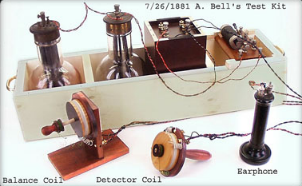 7/26/1881 A. Bell's Test Kit
Earphone
Balance Coil
Detector Coil